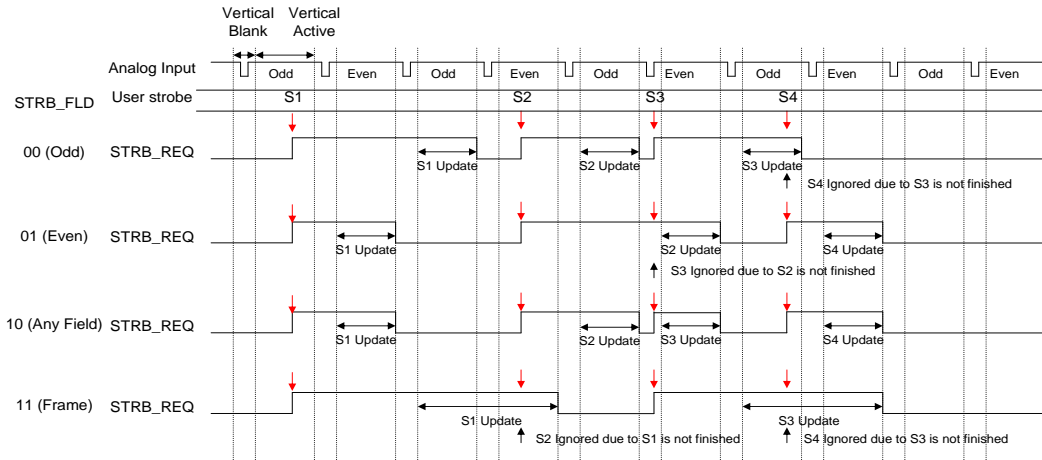 Vertical Blank
Vertical Active
Analog Input
Odd Even Odd Even Odd Even Odd Even Odd Even
STRB_FLD User strobe S1 S2 S3 S4
00 (Odd) STRB_REQ
S1 Update S2 Update S3 Update
S4 Ignored due to S3 is not finished
01 (Even) STRB_REQ
S1 Update S2 Update S4 Update
S3 Ignored due to S2 is not finished
10 (Any Field) STRB_REQ
S1 Update S2 Update S3 Update S4 Update
11 (Frame) STRB_REQ
S1 Update S3 Update
S2 Ignored due to S1 is not finished S4 Ignored due to S3 is not finished